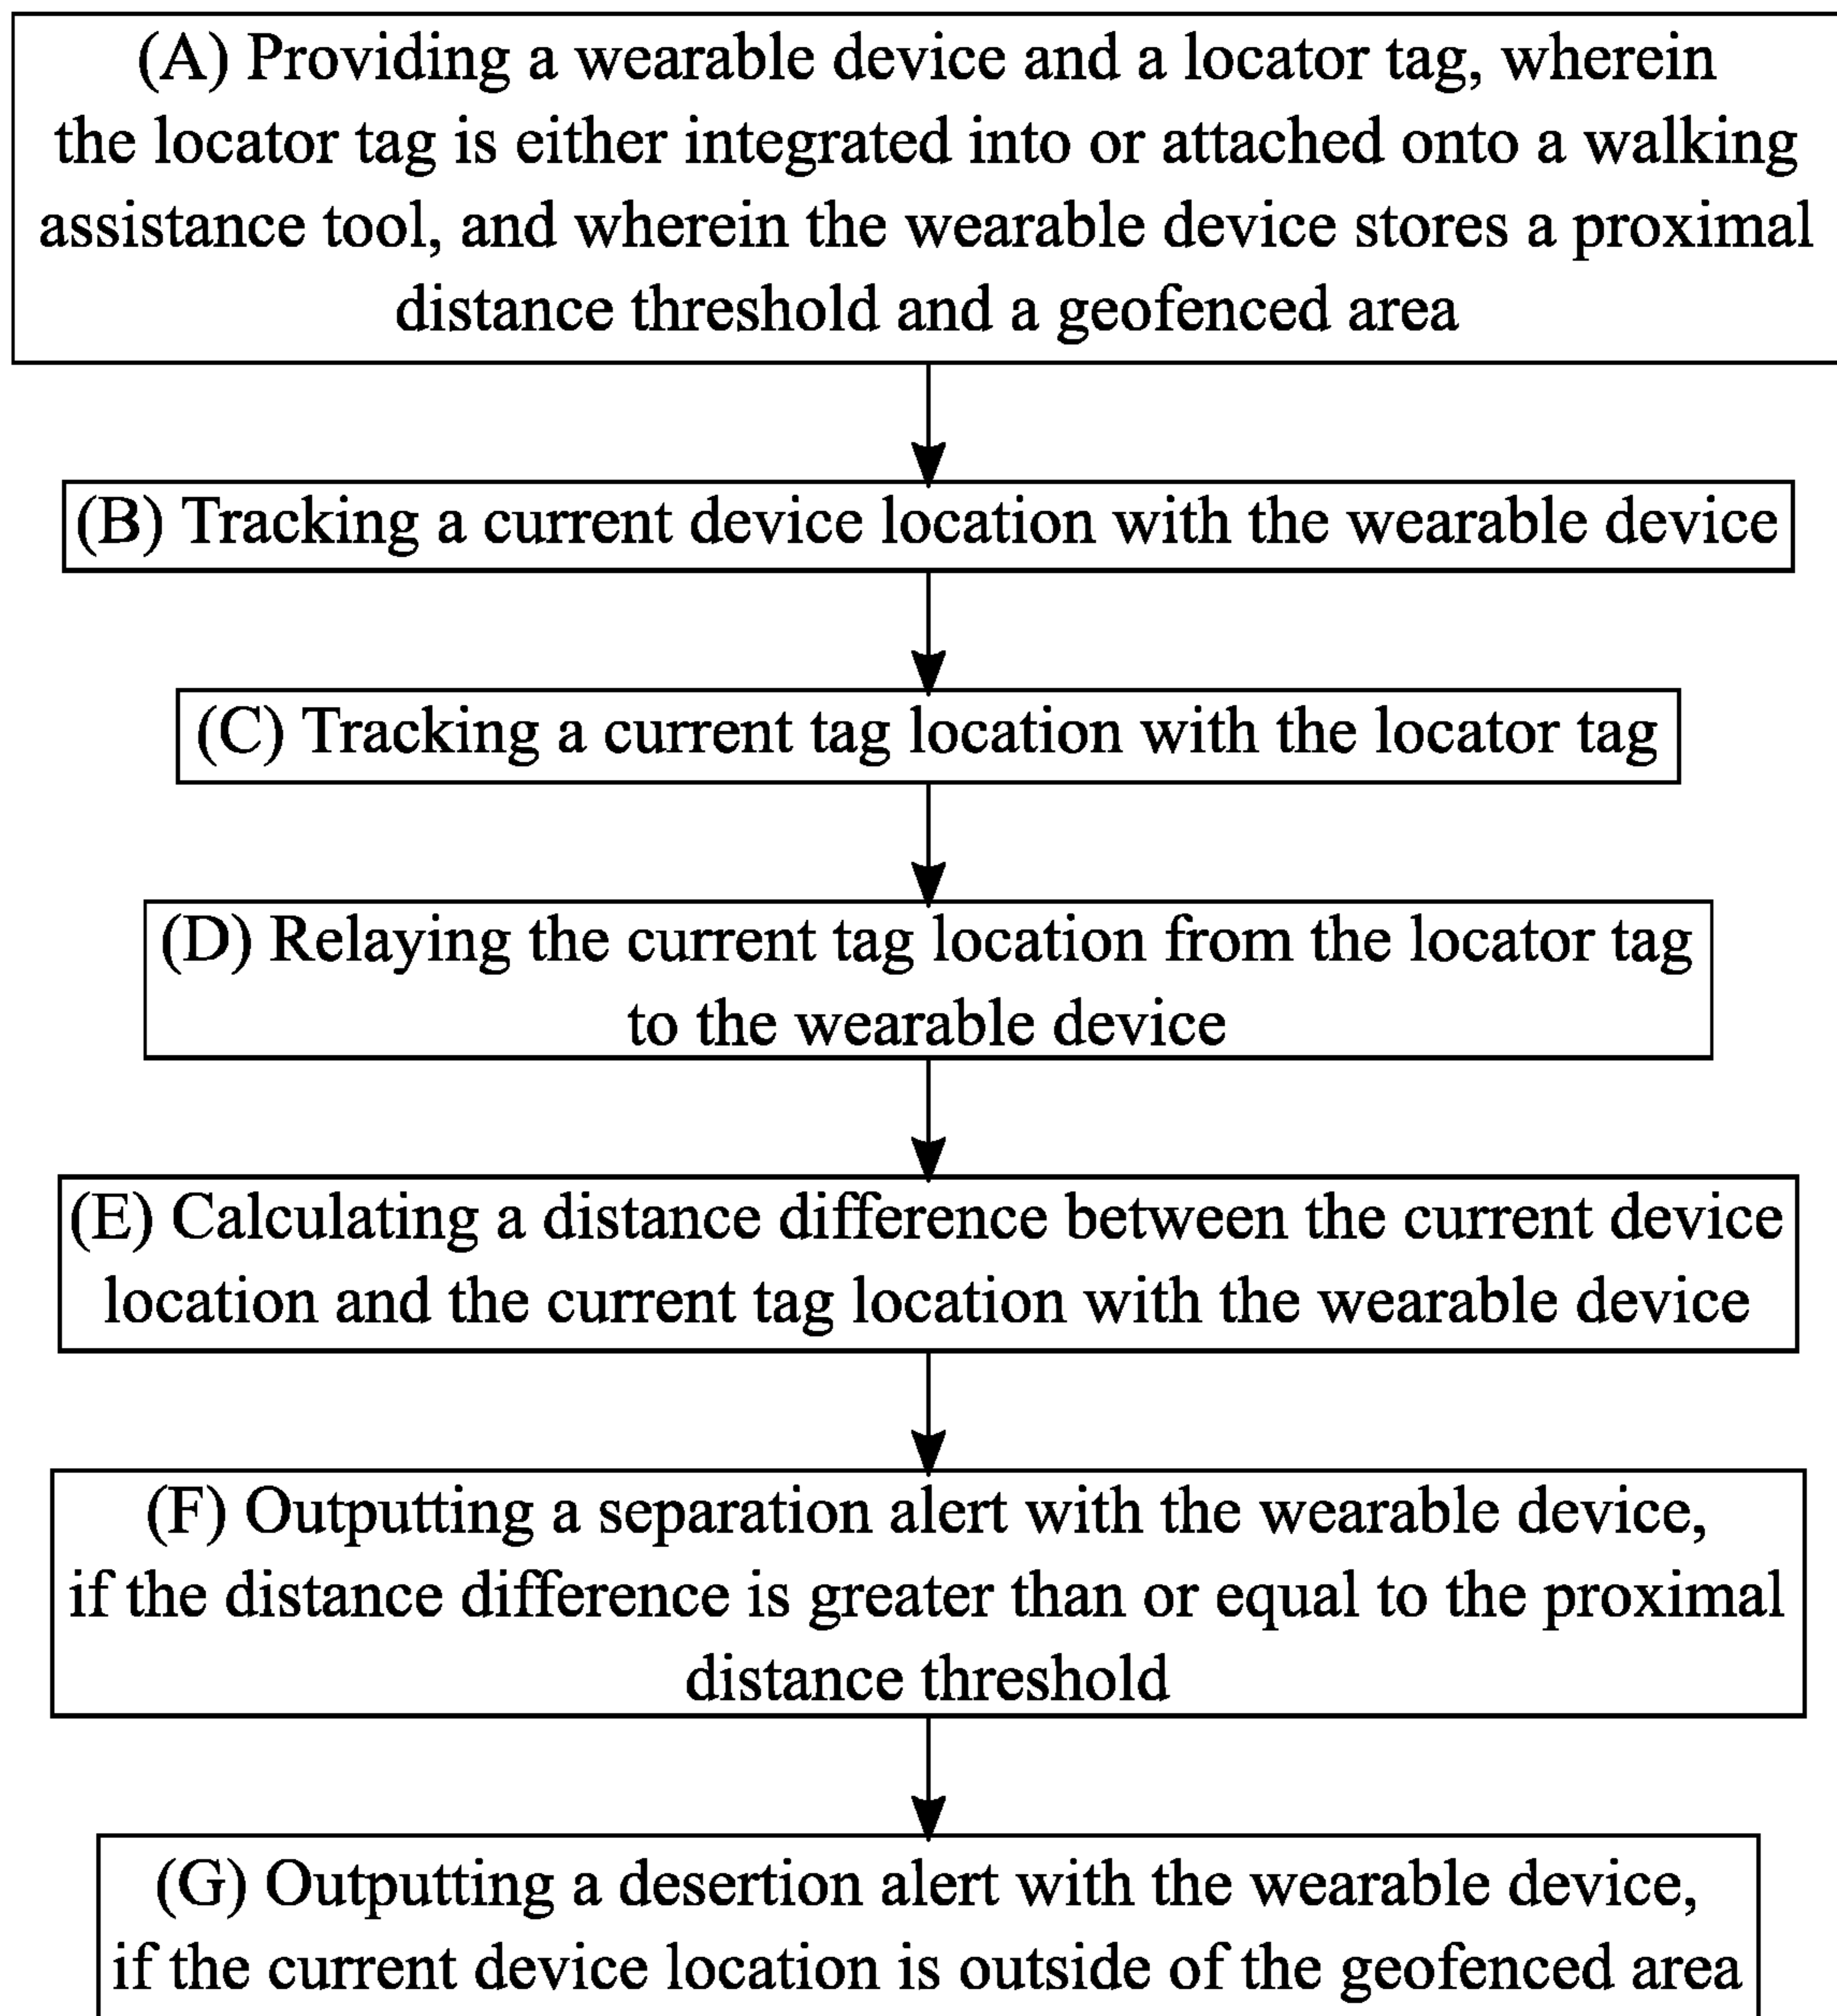 (A) Providing a wearable device and a locator tag, wherein
the locator tag is either integrated into or attached onto a walking
assistance tool, and wherein the wearable device stores a proximal
distance threshold and a geofenced area
(B) Tracking a current device location with the wearable device
(C) Tracking a current tag location with the locator tag
(D) Relaying the current tag location from the locator tag
to the wearable device
(E) Calculating a distance difference between the current device
location and the current tag location with the wearable device
(F) Outputting a separation alert with the wearable device,
if the distance difference is greater than or equal to the proximal
distance threshold
(G) Outputting a desertion alert with the wearable device,
if the current device location is outside of the geofenced area